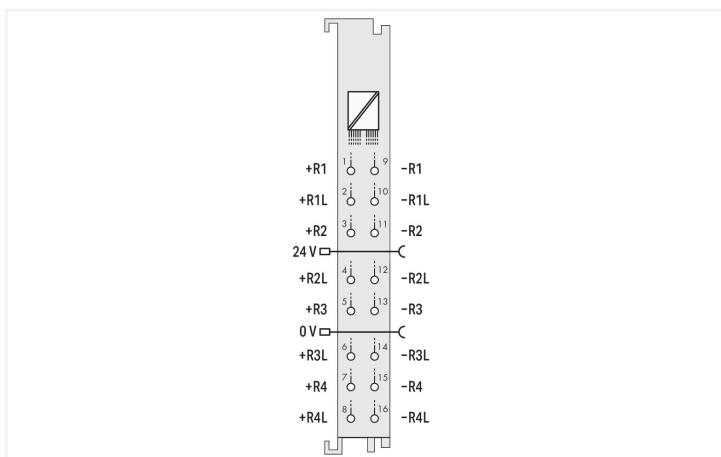 +R1 1 9 −R1
+R1L 2 10 −R1L
+R2 3 11 −R2
24 V
+R2L 4 12 −R2L
+R3 5 13 −R3
0 V
+R3L 6 14 −R3L
+R4 7 15 −R4
+R4L 8 16 −R4L